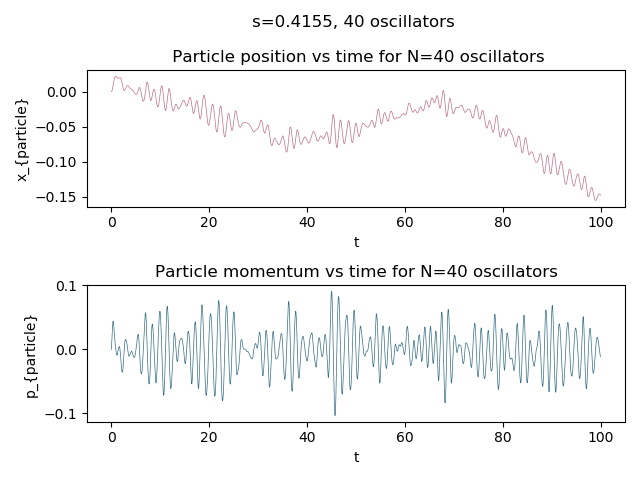 s=0.4155, 40 oscillators
Particle position vs time for N=40 oscillators
x_{particle}
0.00
−0.05
−0.10
−0.15
0 20 40 60 80 100
t
Particle momentum vs time for N=40 oscillators
p_{particle}
0.1
0.0
−0.1
0 20 40 60 80 100
t